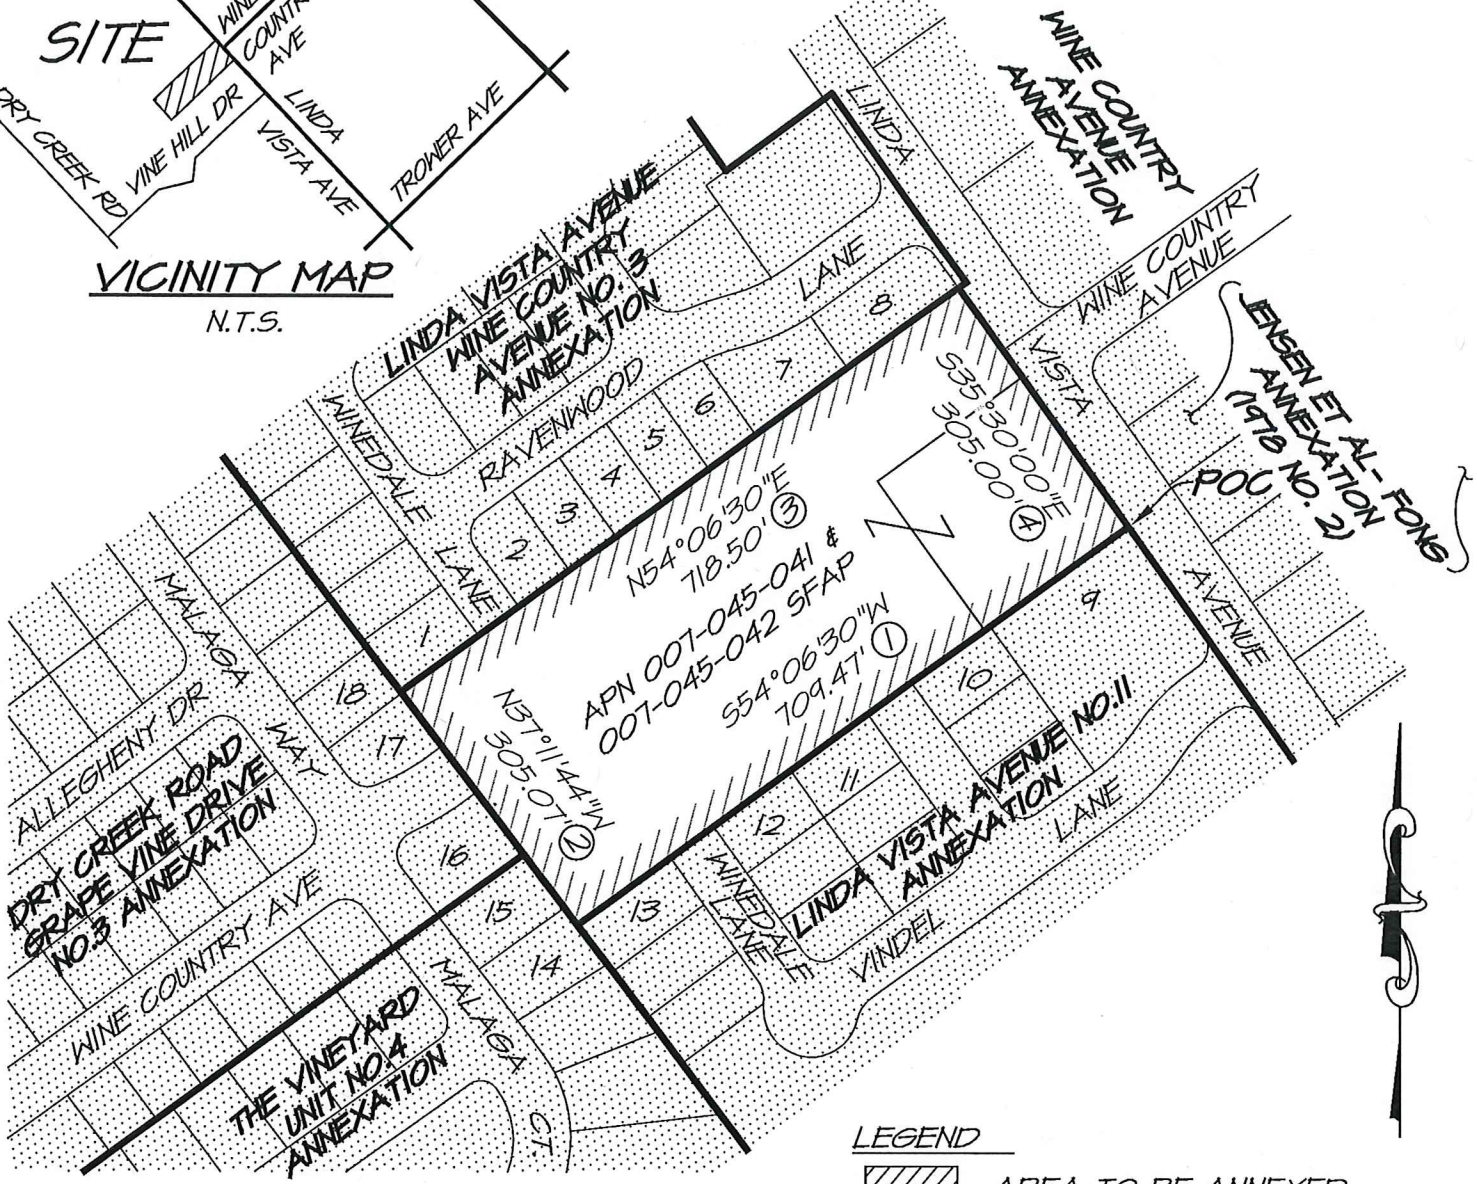 SITE
WINE
COUNTRY
AVE
DRY CREEK RD
VINE HILL DR
LINDA
VISTA AVE
TROWER AVE
VICINITY MAP
N.T.S.
WINE COUNTRY
AVENUE
ANNEXATION
LINDA
VISTA
AVENUE
WINE COUNTRY
AVENUE
JENSEN ET AL- FONG
ANNEXATION
(1978 NO. 2)
POC
LINDA VISTA AVENUE
WINE COUNTRY
AVENUE NO. 3
ANNEXATION
RAVENWOOD
LANE
WINEDALE
LANE
1
2
3
4
5
6
7
8
S35°30'00"E
305.00' 4
N54°06'30"E
718.50' 3
APN 007-045-041 &
007-045-042 SFAP
S54°06'30"W
709.47' 1
N37°11'44"W
305.07' 2
9
10
11
12
13
14
15
16
17
18
MALAGA
WAY
ALLEGHENY DR
DRY CREEK ROAD
GRAPE VINE DRIVE
NO.3 ANNEXATION
WINE COUNTRY AVE
THE VINEYARD
UNIT NO.4
ANNEXATION
MALAGA
CT.
WINEDALE
LANE
LINDA VISTA AVENUE NO.11
ANNEXATION
VINDEL
LANE
LEGEND
AREA TO BE ANNEXED